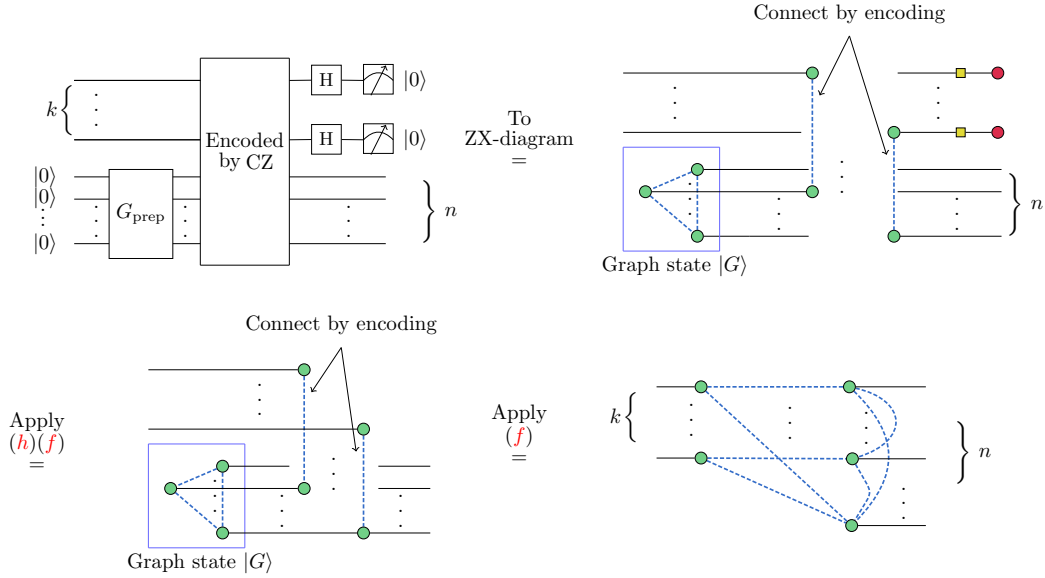 Connect by encoding
k
H
|0⟩
H
|0⟩
Encoded
by CZ
|0⟩
|0⟩
|0⟩
G_prep
n
To
ZX-diagram
=
n
Graph state |G⟩
Connect by encoding
Apply
(h)(f)
=
Graph state |G⟩
Apply
(f)
=
k
n